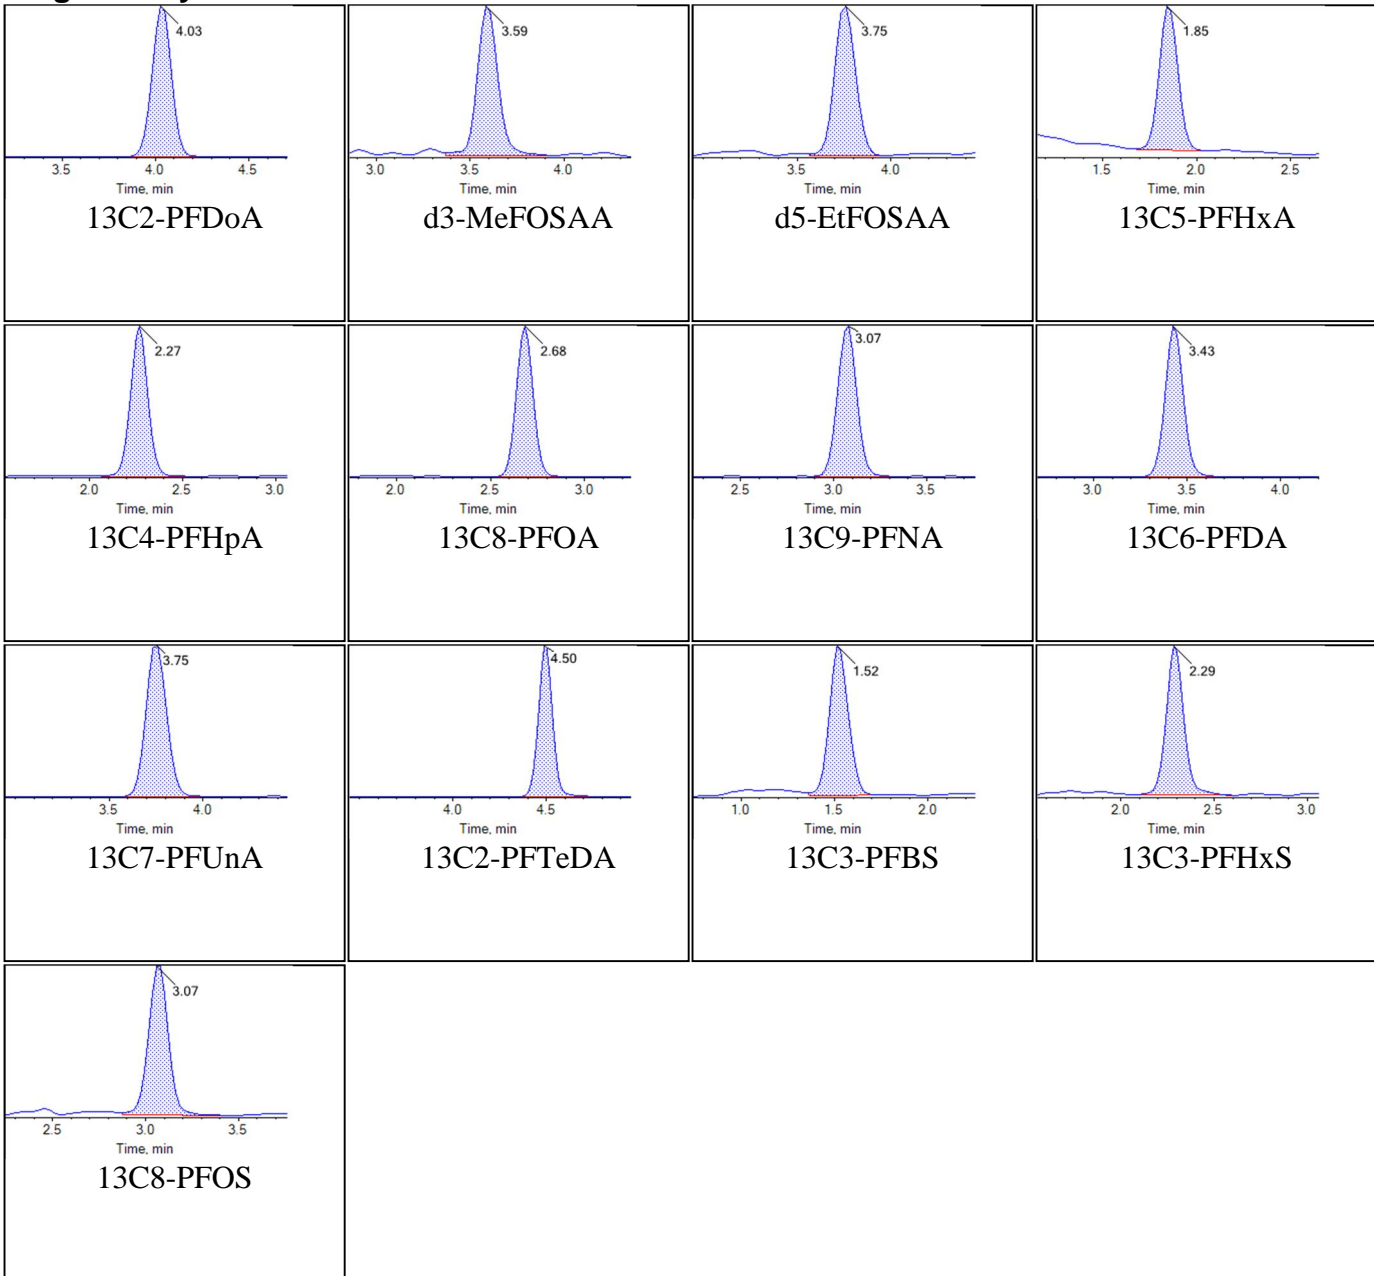 4.03
3.5 4.0 4.5
Time, min
13C2-PFDoA
3.59
3.0 3.5 4.0
Time, min
d3-MeFOSAA
3.75
3.5 4.0
Time, min
d5-EtFOSAA
1.85
1.5 2.0 2.5
Time, min
13C5-PFHxA
2.27
2.0 2.5 3.0
Time, min
13C4-PFHpA
2.68
2.0 2.5 3.0
Time, min
13C8-PFOA
3.07
2.5 3.0 3.5
Time, min
13C9-PFNA
3.43
3.0 3.5 4.0
Time, min
13C6-PFDA
3.75
3.5 4.0
Time, min
13C7-PFUnA
4.50
4.0 4.5
Time, min
13C2-PFTeDA
1.52
1.0 1.5 2.0
Time, min
13C3-PFBS
2.29
2.0 2.5 3.0
Time, min
13C3-PFHxS
3.07
2.5 3.0 3.5
Time, min
13C8-PFOS